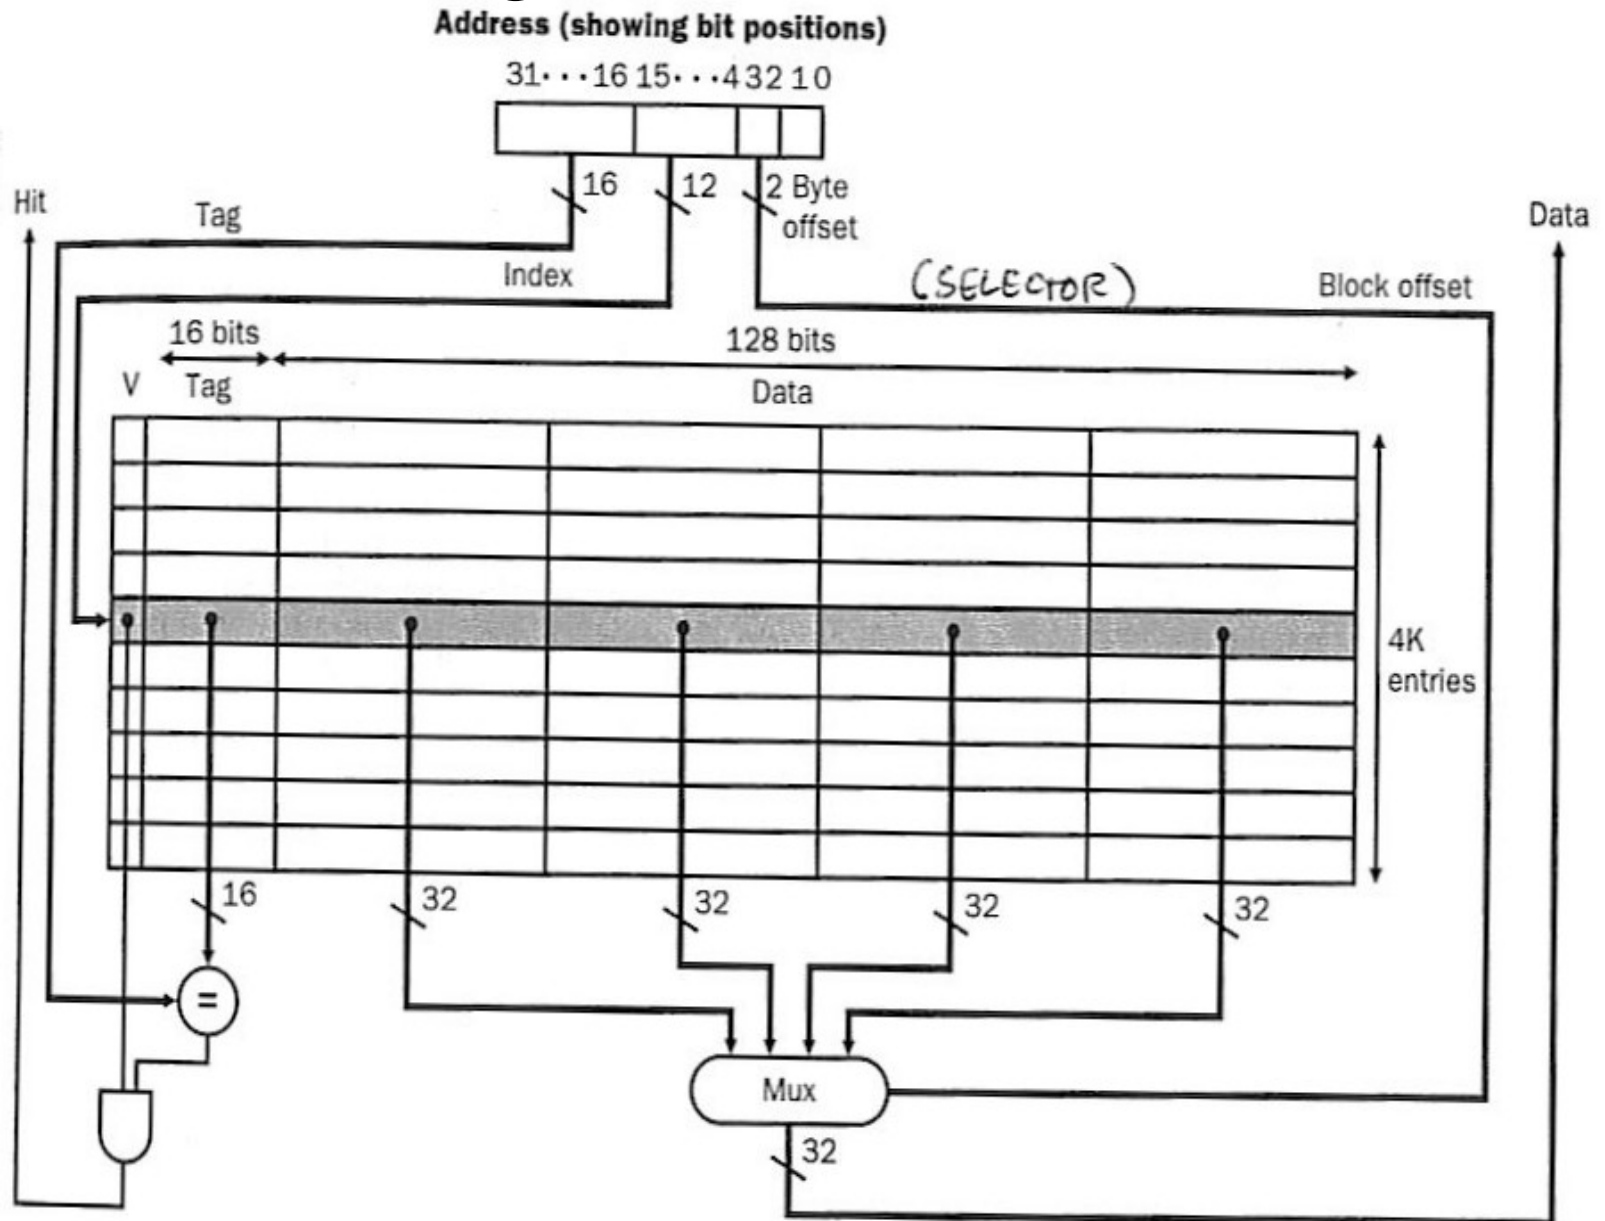 Address (showing bit positions)
31···16 15···4 3 2 1 0
16
12
2 Byte
offset
Hit
Tag
Data
Index
(SELECTOR)
Block offset
16 bits
128 bits
V
Tag
Data
4K
entries
16
32
32
32
32
=
Mux
32